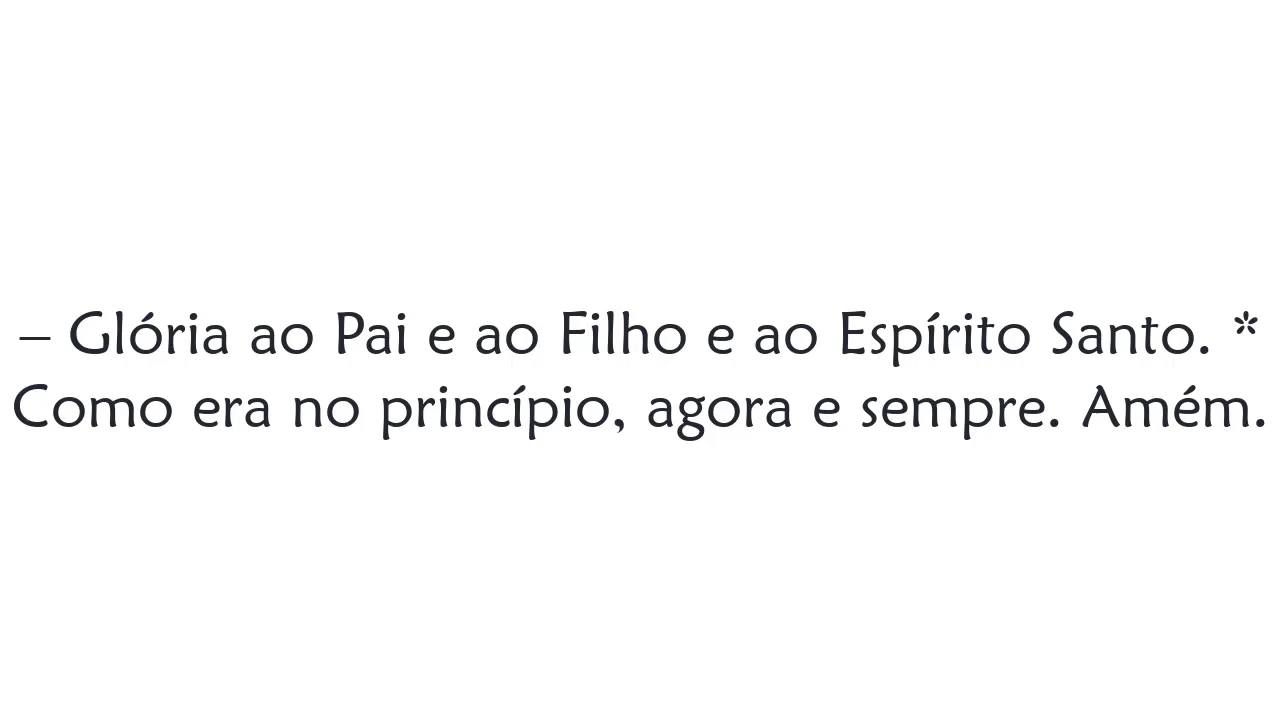 – Glória ao Pai e ao Filho e ao Espírito Santo. *
Como era no princípio, agora e sempre. Amém.